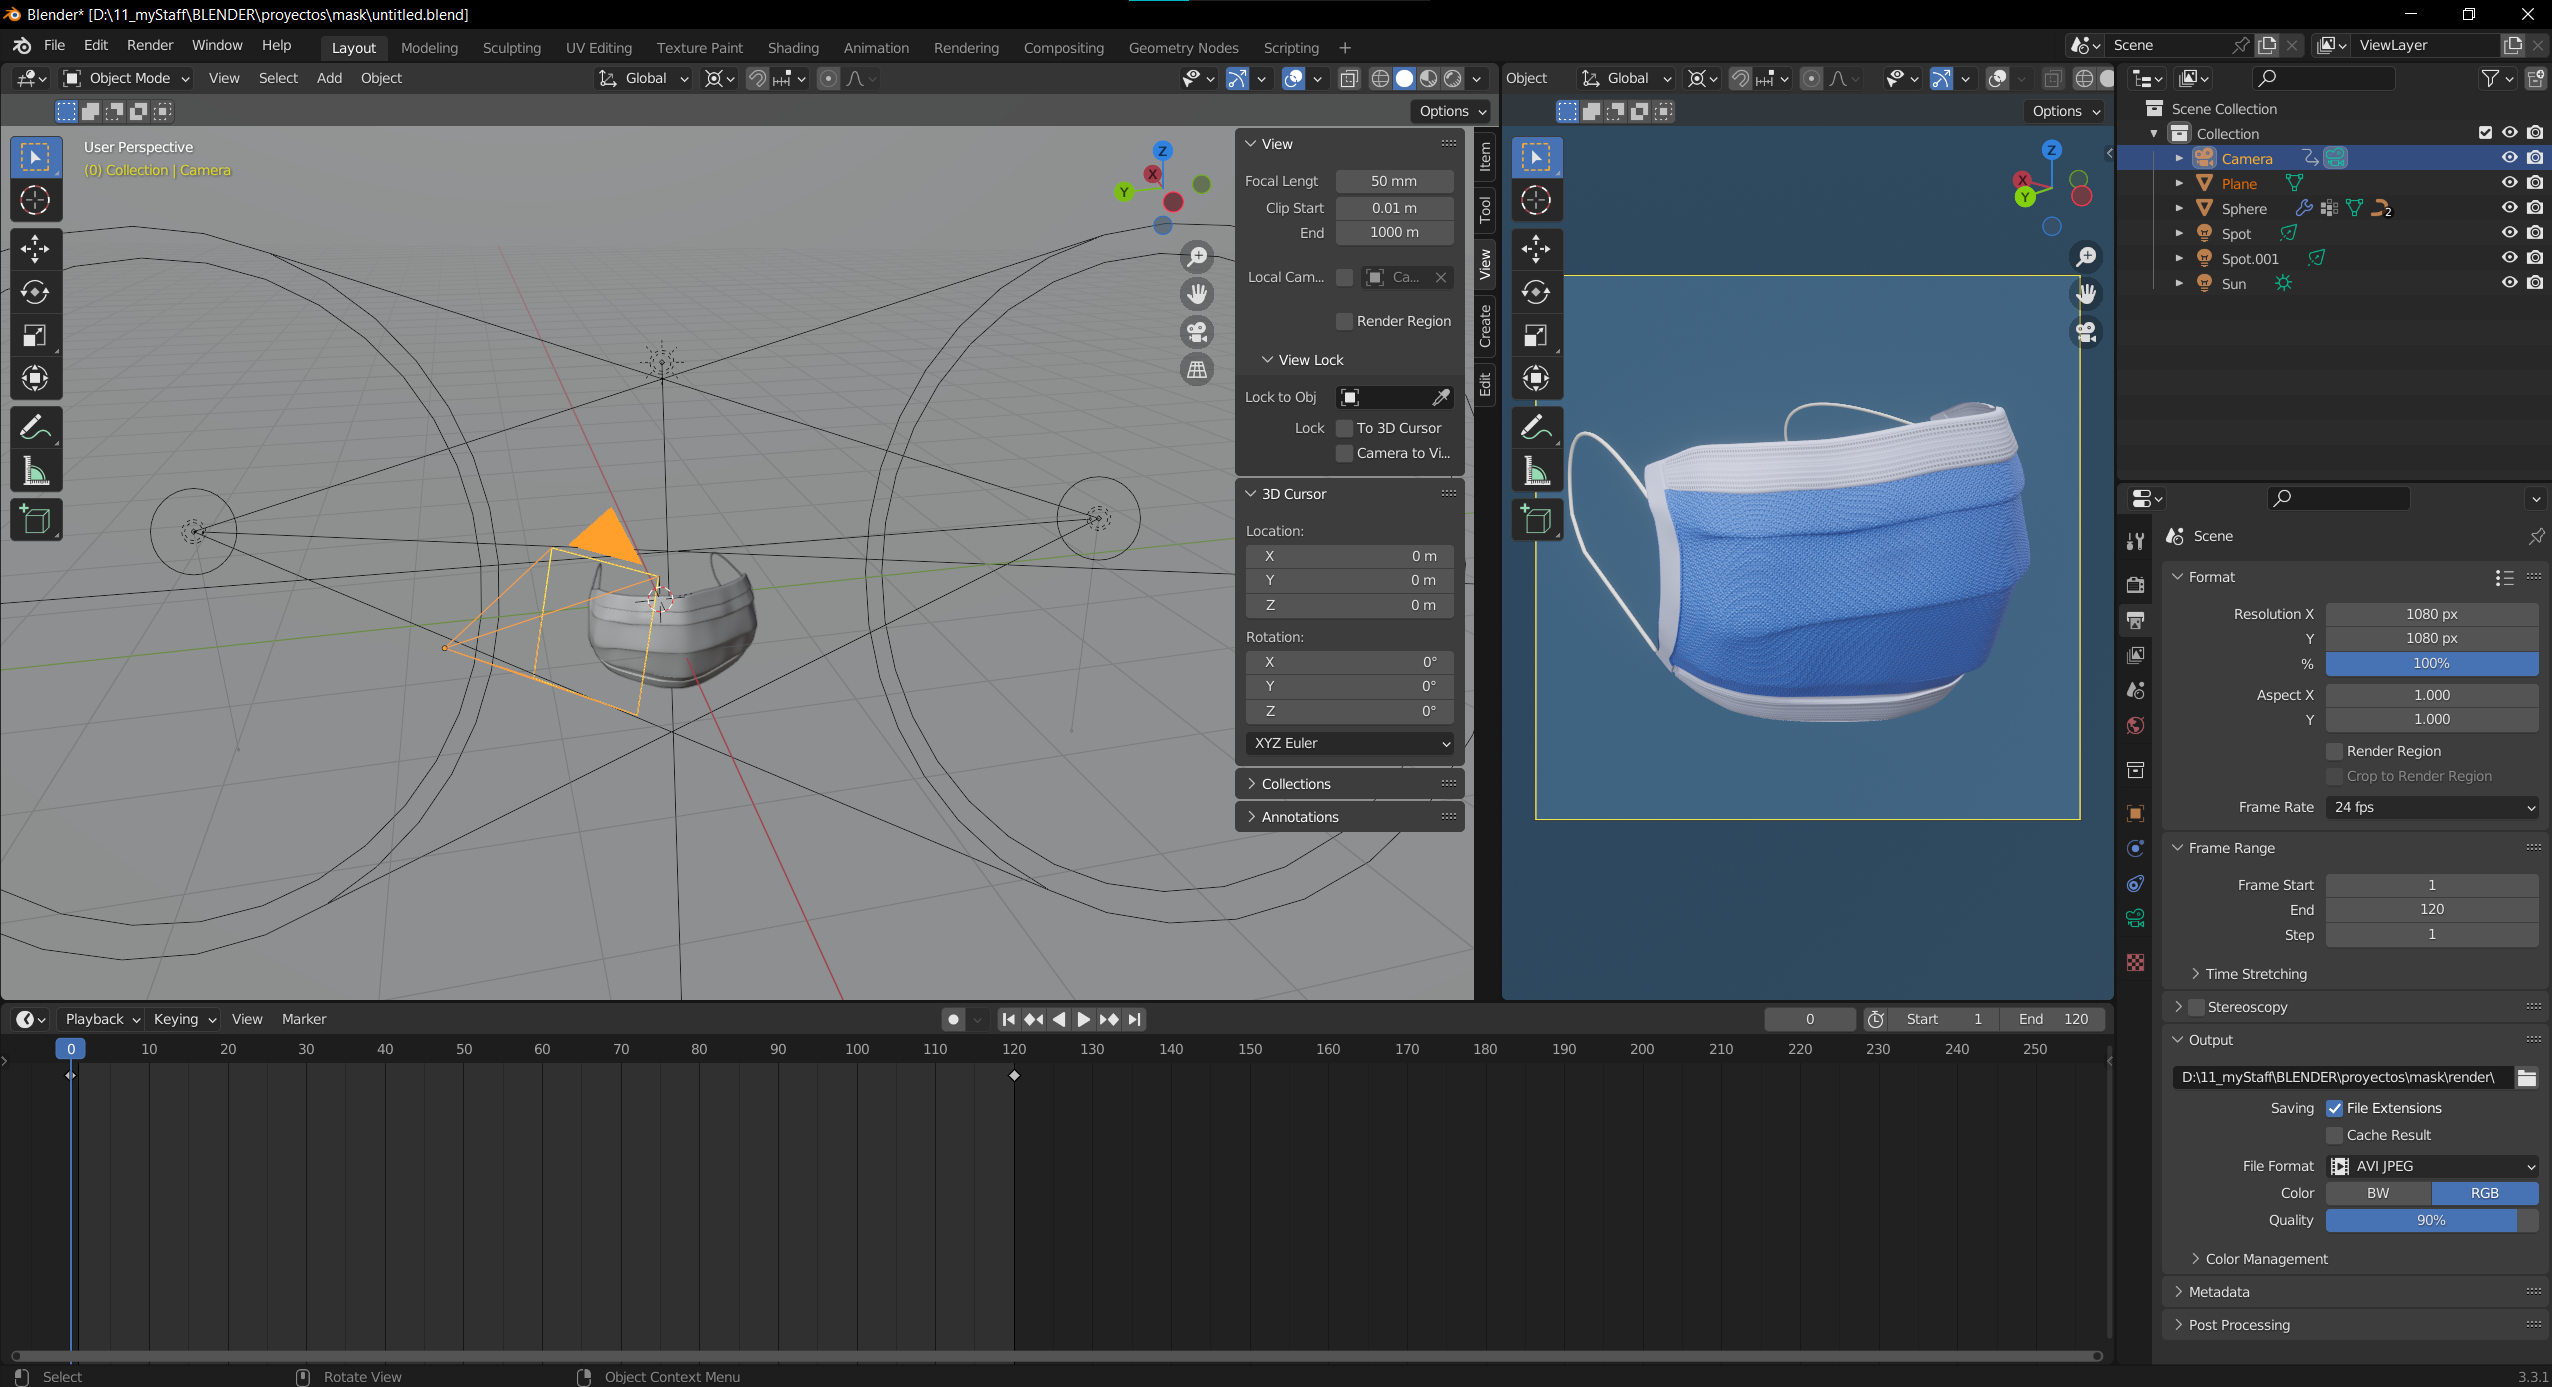 Blender* [D:\11_myStaff\BLENDER\proyectos\mask\untitled.blend]
File Edit Render Window Help Layout Modeling Sculpting UV Editing Texture Paint Shading Animation Rendering Compositing Geometry Nodes Scripting + Scene ViewLayer
Object Mode View Select Add Object Global
Object Global
Options
Options
User Perspective
(0) Collection | Camera
Z
X
Y
View
Focal Lengt 50 mm
Clip Start 0.01 m
End 1000 m
Local Cam... Ca...
Render Region
View Lock
Lock to Obj
Lock To 3D Cursor
Camera to Vi...
3D Cursor
Location:
X 0 m
Y 0 m
Z 0 m
Rotation:
X 0°
Y 0°
Z 0°
XYZ Euler
Collections
Annotations
Item
Tool
View
Create
Edit
Z
X
Y
Scene Collection
Collection
Camera
Plane
Sphere 2
Spot
Spot.001
Sun
Scene
Format
Resolution X 1080 px
Y 1080 px
% 100%
Aspect X 1.000
Y 1.000
Render Region
Crop to Render Region
Frame Rate 24 fps
Frame Range
Frame Start 1
End 120
Step 1
Time Stretching
Stereoscopy
Output
D:\11_myStaff\BLENDER\proyectos\mask\render\
Saving File Extensions
Cache Result
File Format AVI JPEG
Color BW RGB
Quality 90%
Color Management
Metadata
Post Processing
Playback Keying View Marker 0 Start 1 End 120
0 10 20 30 40 50 60 70 80 90 100 110 120 130 140 150 160 170 180 190 200 210 220 230 240 250
Select Rotate View Object Context Menu 3.3.1